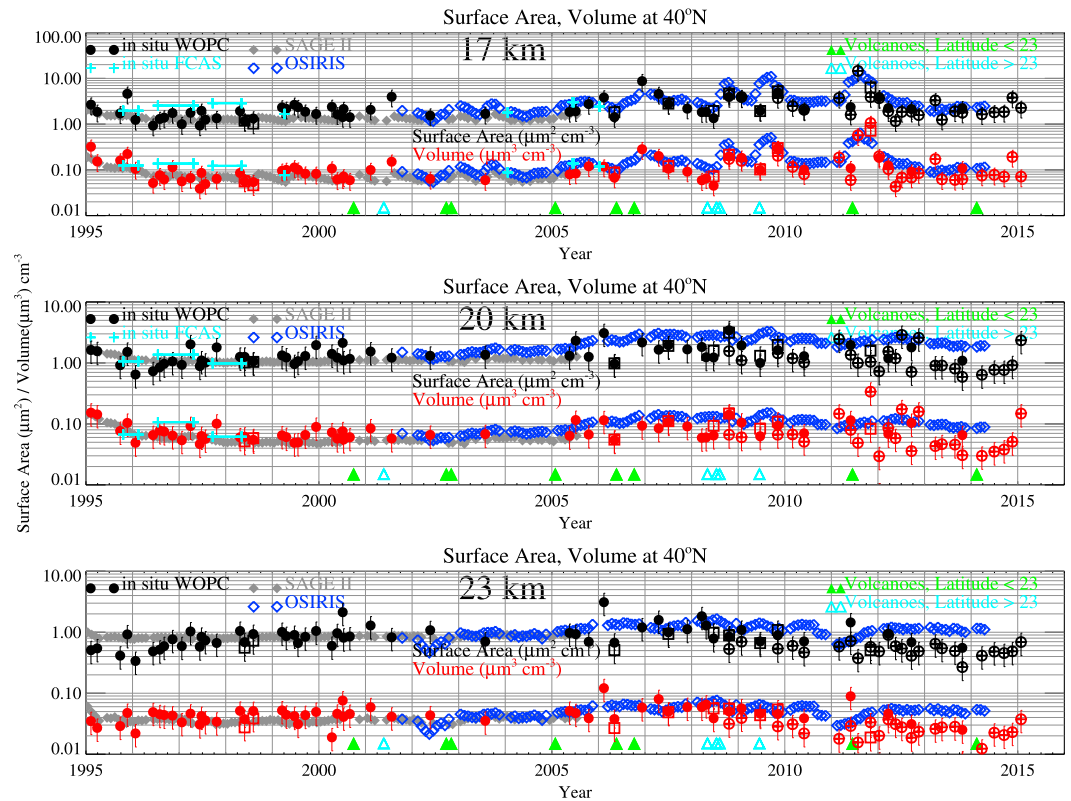 Surface Area, Volume at 40°N
17 km
in situ WOPC
SAGE II
Volcanoes, Latitude < 23
in situ FCAS
OSIRIS
Volcanoes, Latitude > 23
100.00
10.00
1.00
0.10
0.01
Surface Area (μm² cm⁻³)
Volume (μm³ cm⁻³)
1995
2000
2005
2010
2015
Year
Surface Area (μm²) / Volume(μm³) cm⁻³
Surface Area, Volume at 40°N
20 km
in situ WOPC
SAGE II
Volcanoes, Latitude < 23
in situ FCAS
OSIRIS
Volcanoes, Latitude > 23
10.00
1.00
0.10
0.01
Surface Area (μm² cm⁻³)
Volume (μm³ cm⁻³)
1995
2000
2005
2010
2015
Year
Surface Area, Volume at 40°N
23 km
in situ WOPC
SAGE II
Volcanoes, Latitude < 23
OSIRIS
Volcanoes, Latitude > 23
10.00
1.00
0.10
0.01
Surface Area (μm² cm⁻³)
Volume (μm³ cm⁻³)
1995
2000
2005
2010
2015
Year